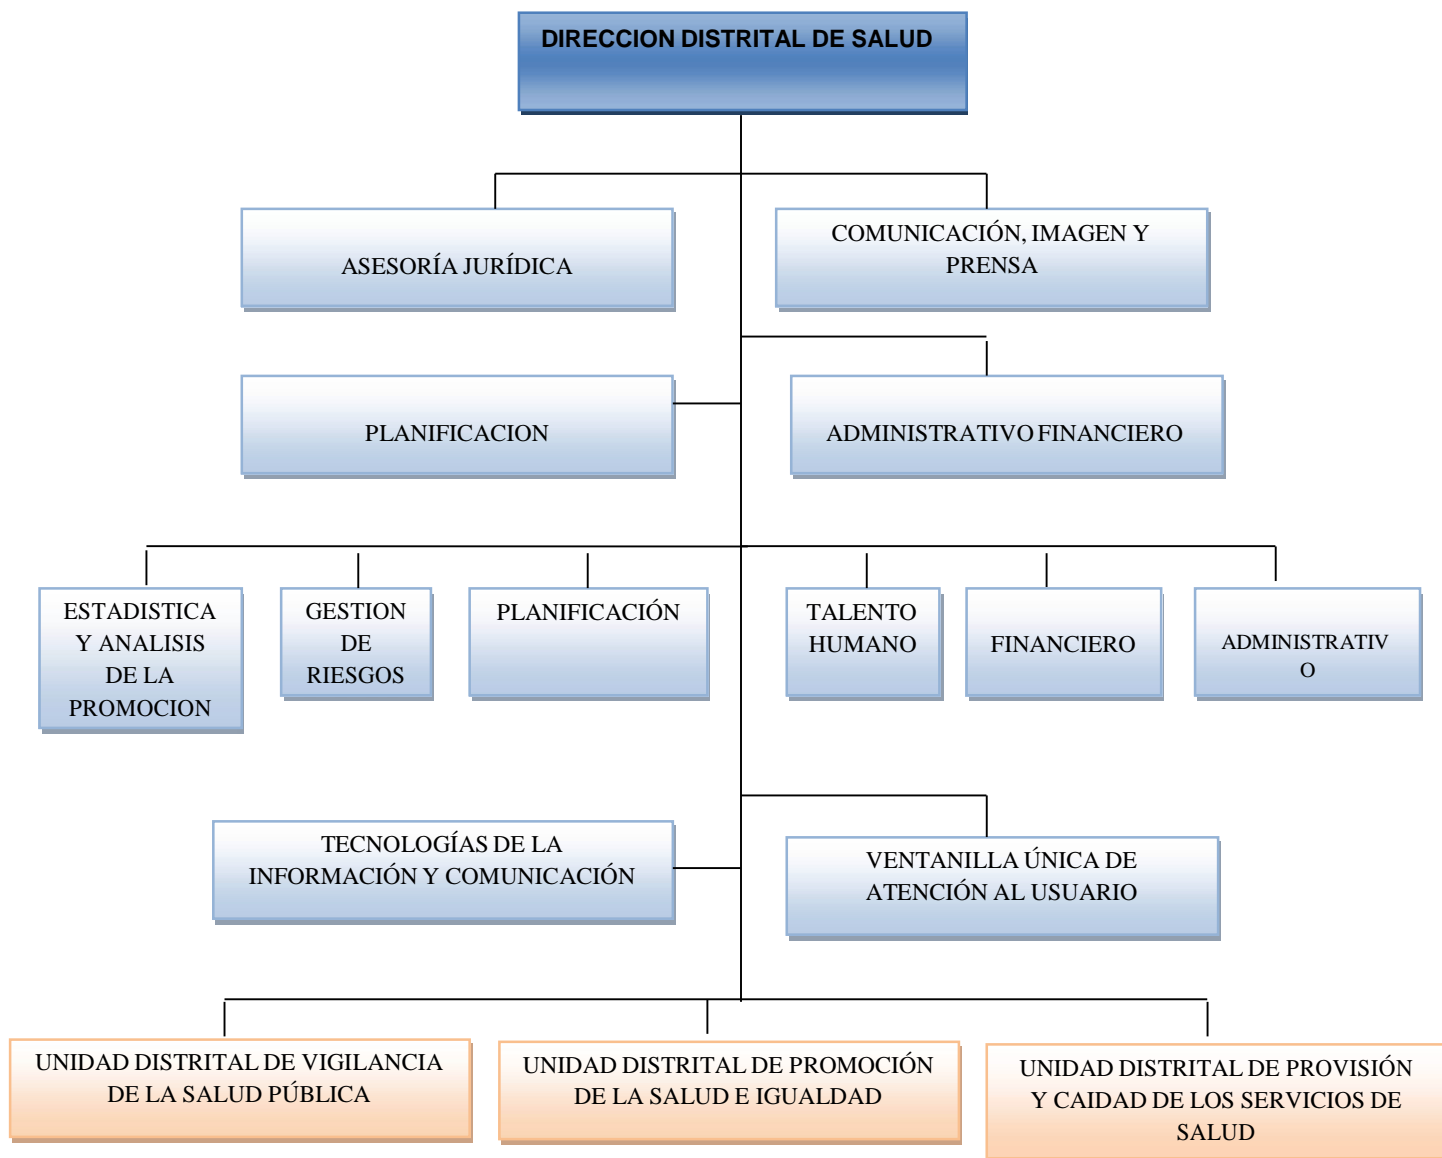 DIRECCION DISTRITAL DE SALUD
ASESORÍA JURÍDICA
COMUNICACIÓN, IMAGEN Y
PRENSA
PLANIFICACION
ADMINISTRATIVO FINANCIERO
ESTADISTICA
Y ANALISIS
DE LA
PROMOCION
GESTION
DE
RIESGOS
PLANIFICACIÓN
TALENTO
HUMANO
FINANCIERO
ADMINISTRATIV
O
TECNOLOGÍAS DE LA
INFORMACIÓN Y COMUNICACIÓN
VENTANILLA ÚNICA DE
ATENCIÓN AL USUARIO
UNIDAD DISTRITAL DE VIGILANCIA
DE LA SALUD PÚBLICA
UNIDAD DISTRITAL DE PROMOCIÓN
DE LA SALUD E IGUALDAD
UNIDAD DISTRITAL DE PROVISIÓN
Y CAIDAD DE LOS SERVICIOS DE
SALUD